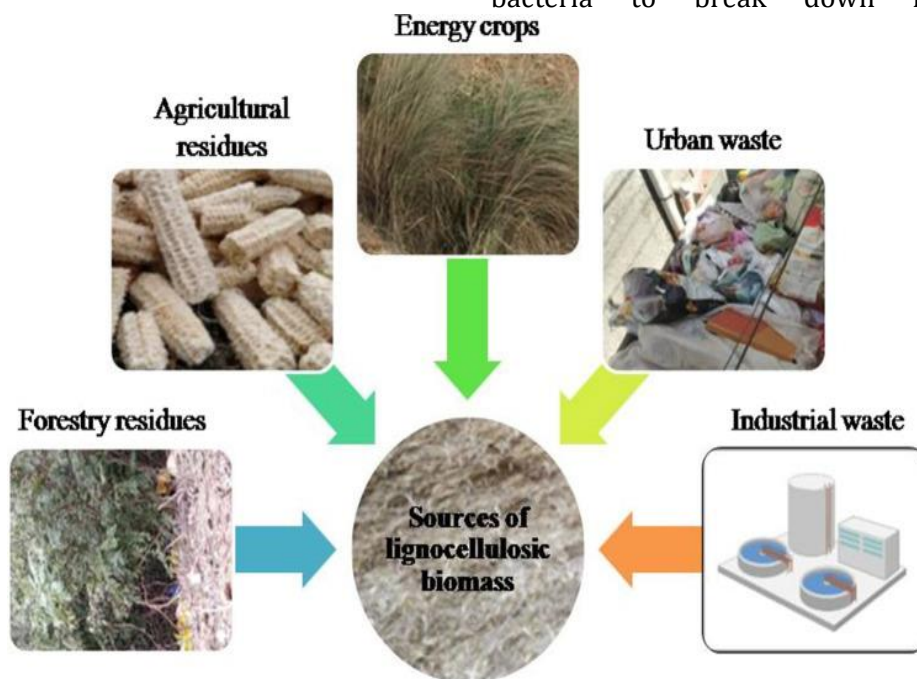 bacteria to break down
Energy crops
Agricultural
residues
Urban waste
Forestry residues
Industrial waste
Sources of
lignocellulosic
biomass